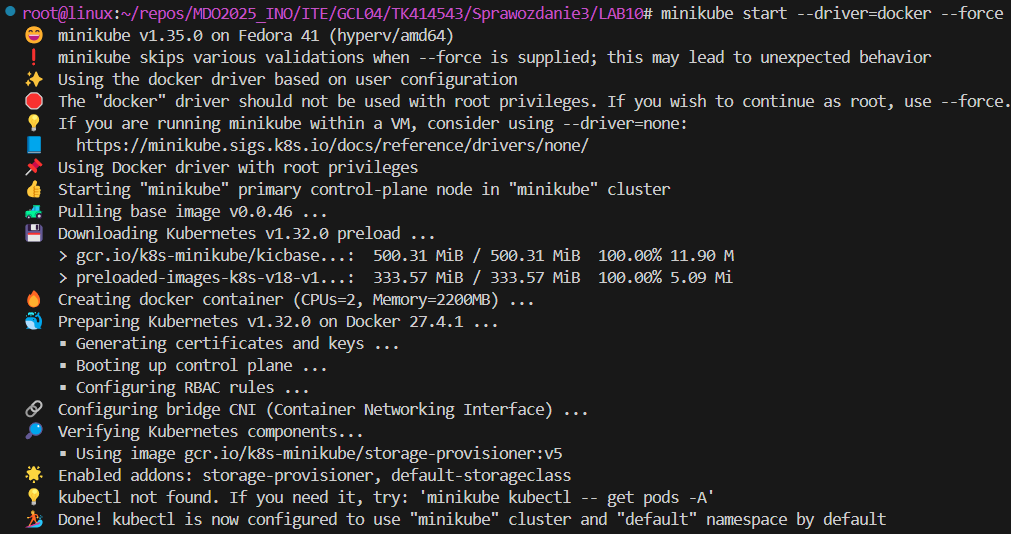 root@linux:~/repos/MDO2025_INO/ITE/GCL04/TK414543/Sprawozdanie3/LAB10# minikube start --driver=docker --force
😄 minikube v1.35.0 on Fedora 41 (hyperv/amd64)
❗ minikube skips various validations when --force is supplied; this may lead to unexpected behavior
✨ Using the docker driver based on user configuration
🛑 The "docker" driver should not be used with root privileges. If you wish to continue as root, use --force.
💡 If you are running minikube within a VM, consider using --driver=none:
📘 https://minikube.sigs.k8s.io/docs/reference/drivers/none/
📌 Using Docker driver with root privileges
👍 Starting "minikube" primary control-plane node in "minikube" cluster
🚜 Pulling base image v0.0.46 ...
💾 Downloading Kubernetes v1.32.0 preload ...
> gcr.io/k8s-minikube/kicbase...: 500.31 MiB / 500.31 MiB 100.00% 11.90 M
> preloaded-images-k8s-v18-v1...: 333.57 MiB / 333.57 MiB 100.00% 5.09 Mi
🔥 Creating docker container (CPUs=2, Memory=2200MB) ...
🐳 Preparing Kubernetes v1.32.0 on Docker 27.4.1 ...
▪ Generating certificates and keys ...
▪ Booting up control plane ...
▪ Configuring RBAC rules ...
🔗 Configuring bridge CNI (Container Networking Interface) ...
🔎 Verifying Kubernetes components...
▪ Using image gcr.io/k8s-minikube/storage-provisioner:v5
🌟 Enabled addons: storage-provisioner, default-storageclass
💡 kubectl not found. If you need it, try: 'minikube kubectl -- get pods -A'
🏄 Done! kubectl is now configured to use "minikube" cluster and "default" namespace by default